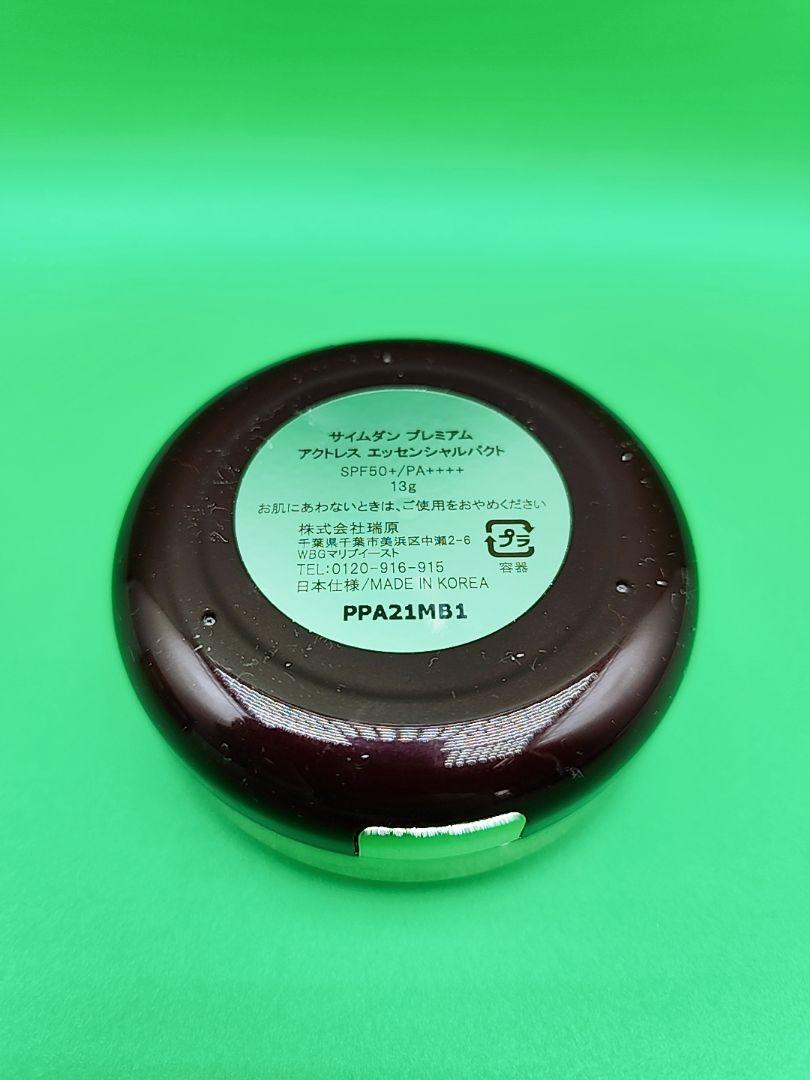 サイムダン プレミアム
アクトレス エッセンシャルパクト
SPF50+/PA++++
13g
お肌にあわないときは、ご使用をおやめください
株式会社瑞原
千葉県千葉市美浜区中瀬2-6
WBGマリブイースト
TEL:0120-916-915
日本仕様/MADE IN KOREA
プラ
容器
PPA21MB1